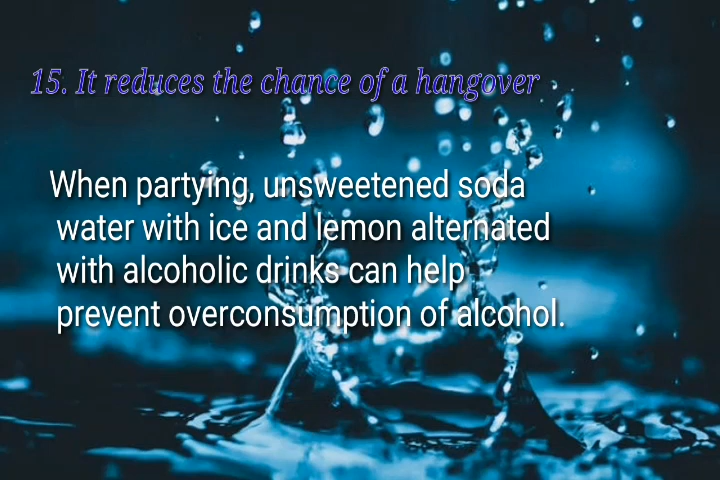 15. It reduces the chance of a hangover
When partying, unsweetened soda
water with ice and lemon alternated
with alcoholic drinks can help
prevent overconsumption of alcohol.